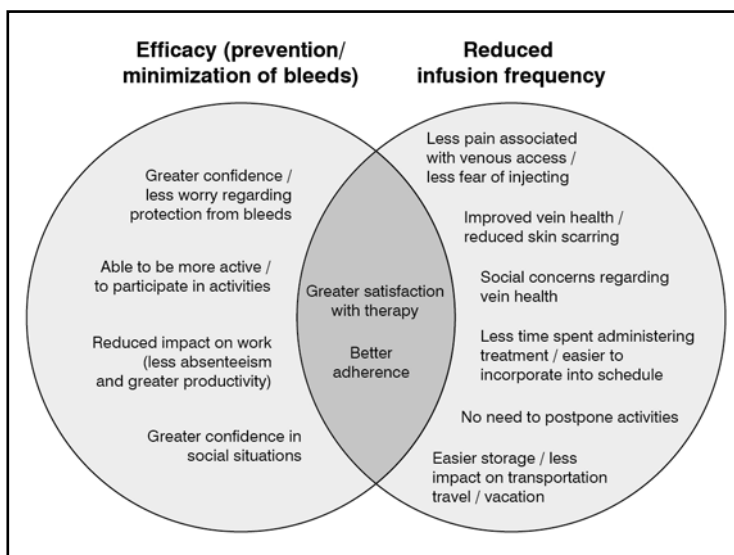 Efficacy (prevention/
minimization of bleeds)
Reduced
infusion frequency
Greater confidence /
less worry regarding
protection from bleeds
Able to be more active /
to participate in activities
Reduced impact on work
(less absenteeism
and greater productivity)
Greater confidence in
social situations
Greater satisfaction
with therapy
Better
adherence
Less pain associated
with venous access /
less fear of injecting
Improved vein health /
reduced skin scarring
Social concerns regarding
vein health
Less time spent administering
treatment / easier to
incorporate into schedule
No need to postpone activities
Easier storage / less
impact on transportation
travel / vacation